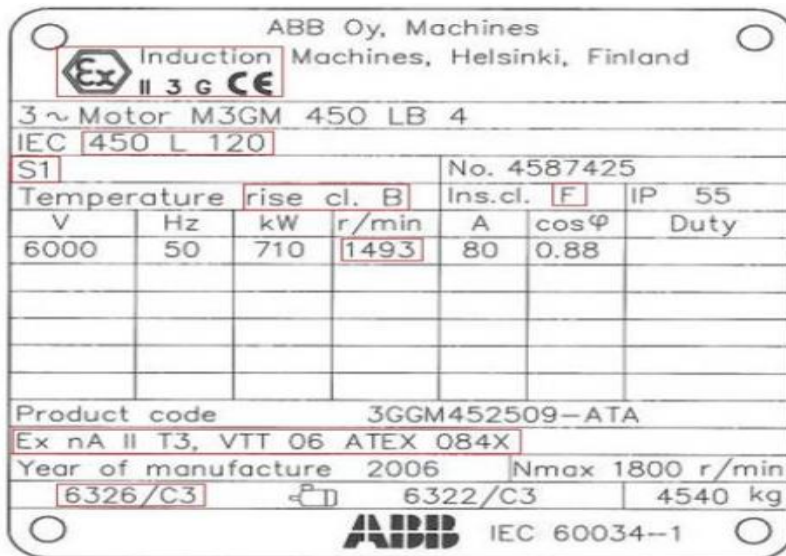 ABB Oy, Machines
Induction Machines, Helsinki, Finland
Ex II 3 G CE
3~Motor M3GM 450 LB 4
IEC 450 L 120
S1 No. 4587425
Temperature rise cl. B Ins.cl. F IP 55
V Hz kW r/min A cosφ Duty
6000 50 710 1493 80 0.88
Product code 3GGM452509-ATA
Ex nA II T3, VTT 06 ATEX 084X
Year of manufacture 2006 Nmax 1800 r/min
6326/C3 6322/C3 4540 kg
ABB IEC 60034-1